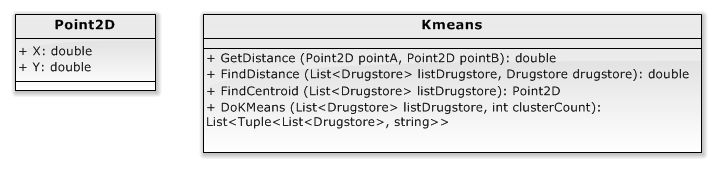 Point2D
+ X: double
+ Y: double
Kmeans
+ GetDistance (Point2D pointA, Point2D pointB): double
+ FindDistance (List<Drugstore> listDrugstore, Drugstore drugstore): double
+ FindCentroid (List<Drugstore> listDrugstore): Point2D
+ DoKMeans (List<Drugstore> listDrugstore, int clusterCount):
List<Tuple<List<Drugstore>, string>>